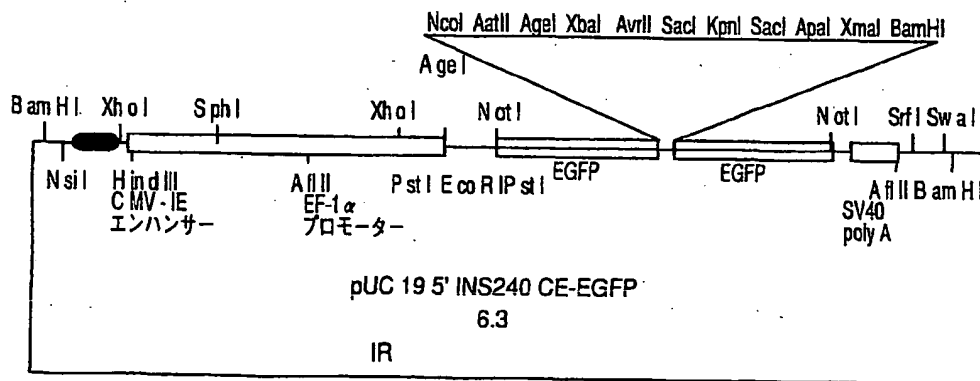 NcoI AatII AgeI XbaI AvrII SacI KpnI SacI ApaI XmaI BamHI
AgeI
BamHI XhoI SphI XhoI NotI NotI SrfI SwaI
NsiI HindIII AflII PstI EcoRI PstI EGFP EGFP AflII BamHI
CMV-IE EF-1α SV40
エンハンサー プロモーター poly A
pUC 19 5' INS240 CE-EGFP
6.3
IR